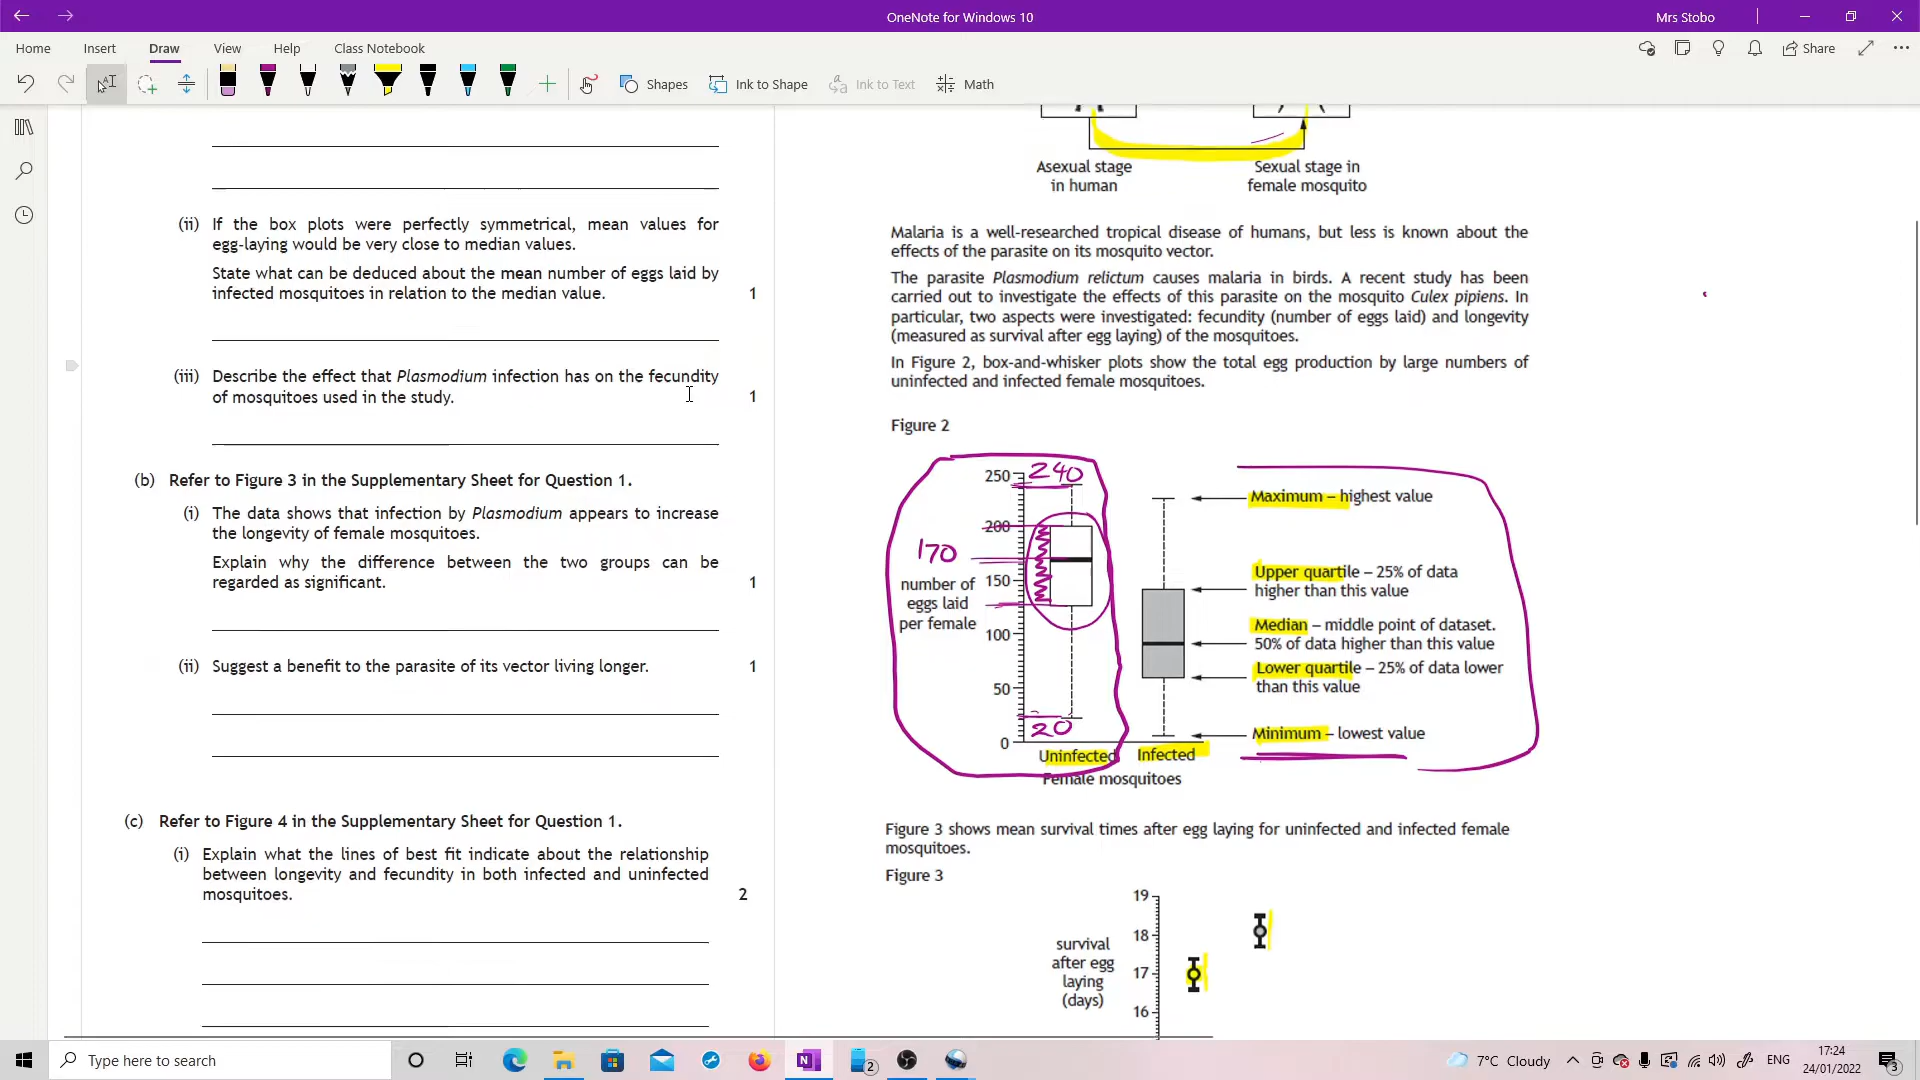 OneNote for Windows 10
Mrs Stobo
Home Insert Draw View Help Class Notebook
Share
Shapes Ink to Shape Ink to Text Math
(ii) If the box plots were perfectly symmetrical, mean values for
egg-laying would be very close to median values.
State what can be deduced about the mean number of eggs laid by
infected mosquitoes in relation to the median value. 1
(iii) Describe the effect that Plasmodium infection has on the fecundity
of mosquitoes used in the study. 1
(b) Refer to Figure 3 in the Supplementary Sheet for Question 1.
(i) The data shows that infection by Plasmodium appears to increase
the longevity of female mosquitoes.
Explain why the difference between the two groups can be
regarded as significant. 1
(ii) Suggest a benefit to the parasite of its vector living longer. 1
(c) Refer to Figure 4 in the Supplementary Sheet for Question 1.
(i) Explain what the lines of best fit indicate about the relationship
between longevity and fecundity in both infected and uninfected
mosquitoes. 2
Asexual stage
in human
Sexual stage in
female mosquito
Malaria is a well-researched tropical disease of humans, but less is known about the
effects of the parasite on its mosquito vector.
The parasite Plasmodium relictum causes malaria in birds. A recent study has been
carried out to investigate the effects of this parasite on the mosquito Culex pipiens. In
particular, two aspects were investigated: fecundity (number of eggs laid) and longevity
(measured as survival after egg laying) of the mosquitoes.
In Figure 2, box-and-whisker plots show the total egg production by large numbers of
uninfected and infected female mosquitoes.
Figure 2
250
240
200
170
150
100
50
20
0
number of
eggs laid
per female
Uninfected Infected
Female mosquitoes
Maximum – highest value
Upper quartile – 25% of data
higher than this value
Median – middle point of dataset.
50% of data higher than this value
Lower quartile – 25% of data lower
than this value
Minimum – lowest value
Figure 3 shows mean survival times after egg laying for uninfected and infected female
mosquitoes.
Figure 3
19
18
17
16
survival
after egg
laying
(days)
Type here to search
2
7°C Cloudy
ENG
17:24
24/01/2022
3